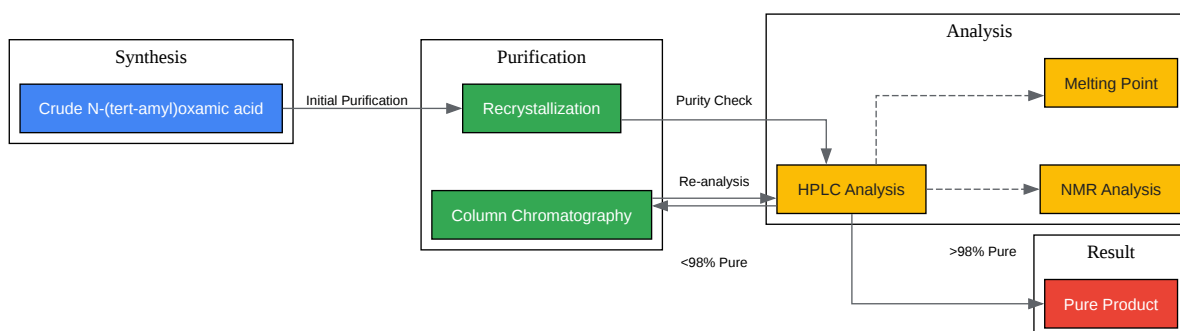 Synthesis
Crude N-(tert-amyl)oxamic acid
Initial Purification
Purification
Recrystallization
Column Chromatography
Purity Check
Re-analysis
<98% Pure
Analysis
Melting Point
HPLC Analysis
NMR Analysis
>98% Pure
Result
Pure Product